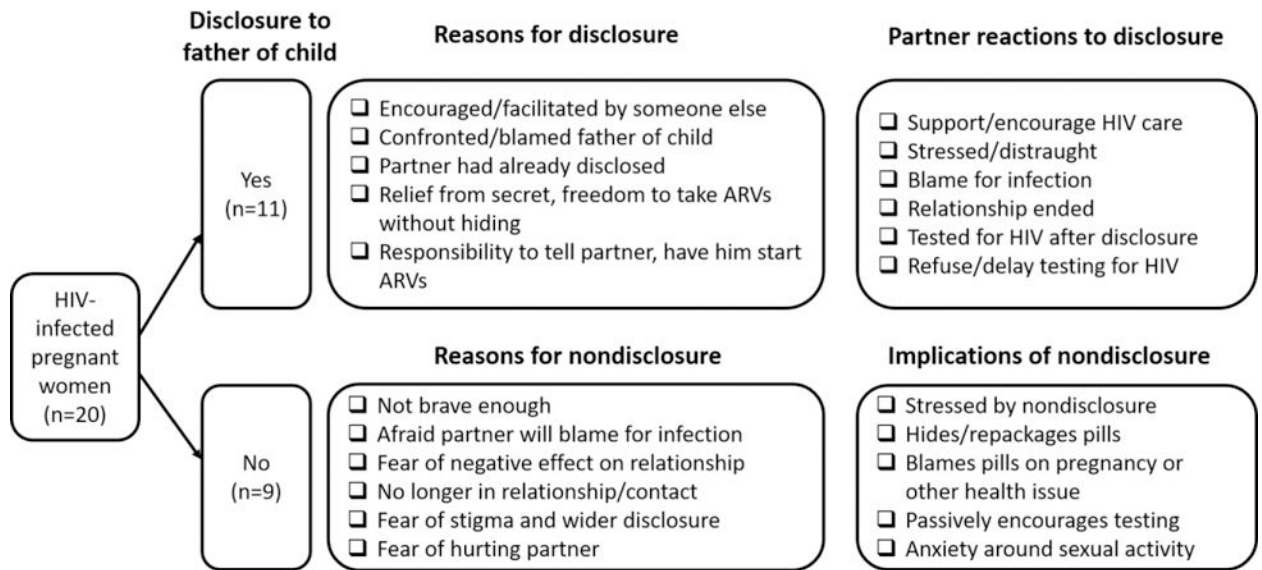 Disclosure to
father of child
Reasons for disclosure
Partner reactions to disclosure
HIV-
infected
pregnant
women
(n=20)
Yes
(n=11)
❑ Encouraged/facilitated by someone else
❑ Confronted/blamed father of child
❑ Partner had already disclosed
❑ Relief from secret, freedom to take ARVs
without hiding
❑ Responsibility to tell partner, have him start
ARVs
❑ Support/encourage HIV care
❑ Stressed/distraught
❑ Blame for infection
❑ Relationship ended
❑ Tested for HIV after disclosure
❑ Refuse/delay testing for HIV
No
(n=9)
Reasons for nondisclosure
❑ Not brave enough
❑ Afraid partner will blame for infection
❑ Fear of negative effect on relationship
❑ No longer in relationship/contact
❑ Fear of stigma and wider disclosure
❑ Fear of hurting partner
Implications of nondisclosure
❑ Stressed by nondisclosure
❑ Hides/repackages pills
❑ Blames pills on pregnancy or
other health issue
❑ Passively encourages testing
❑ Anxiety around sexual activity